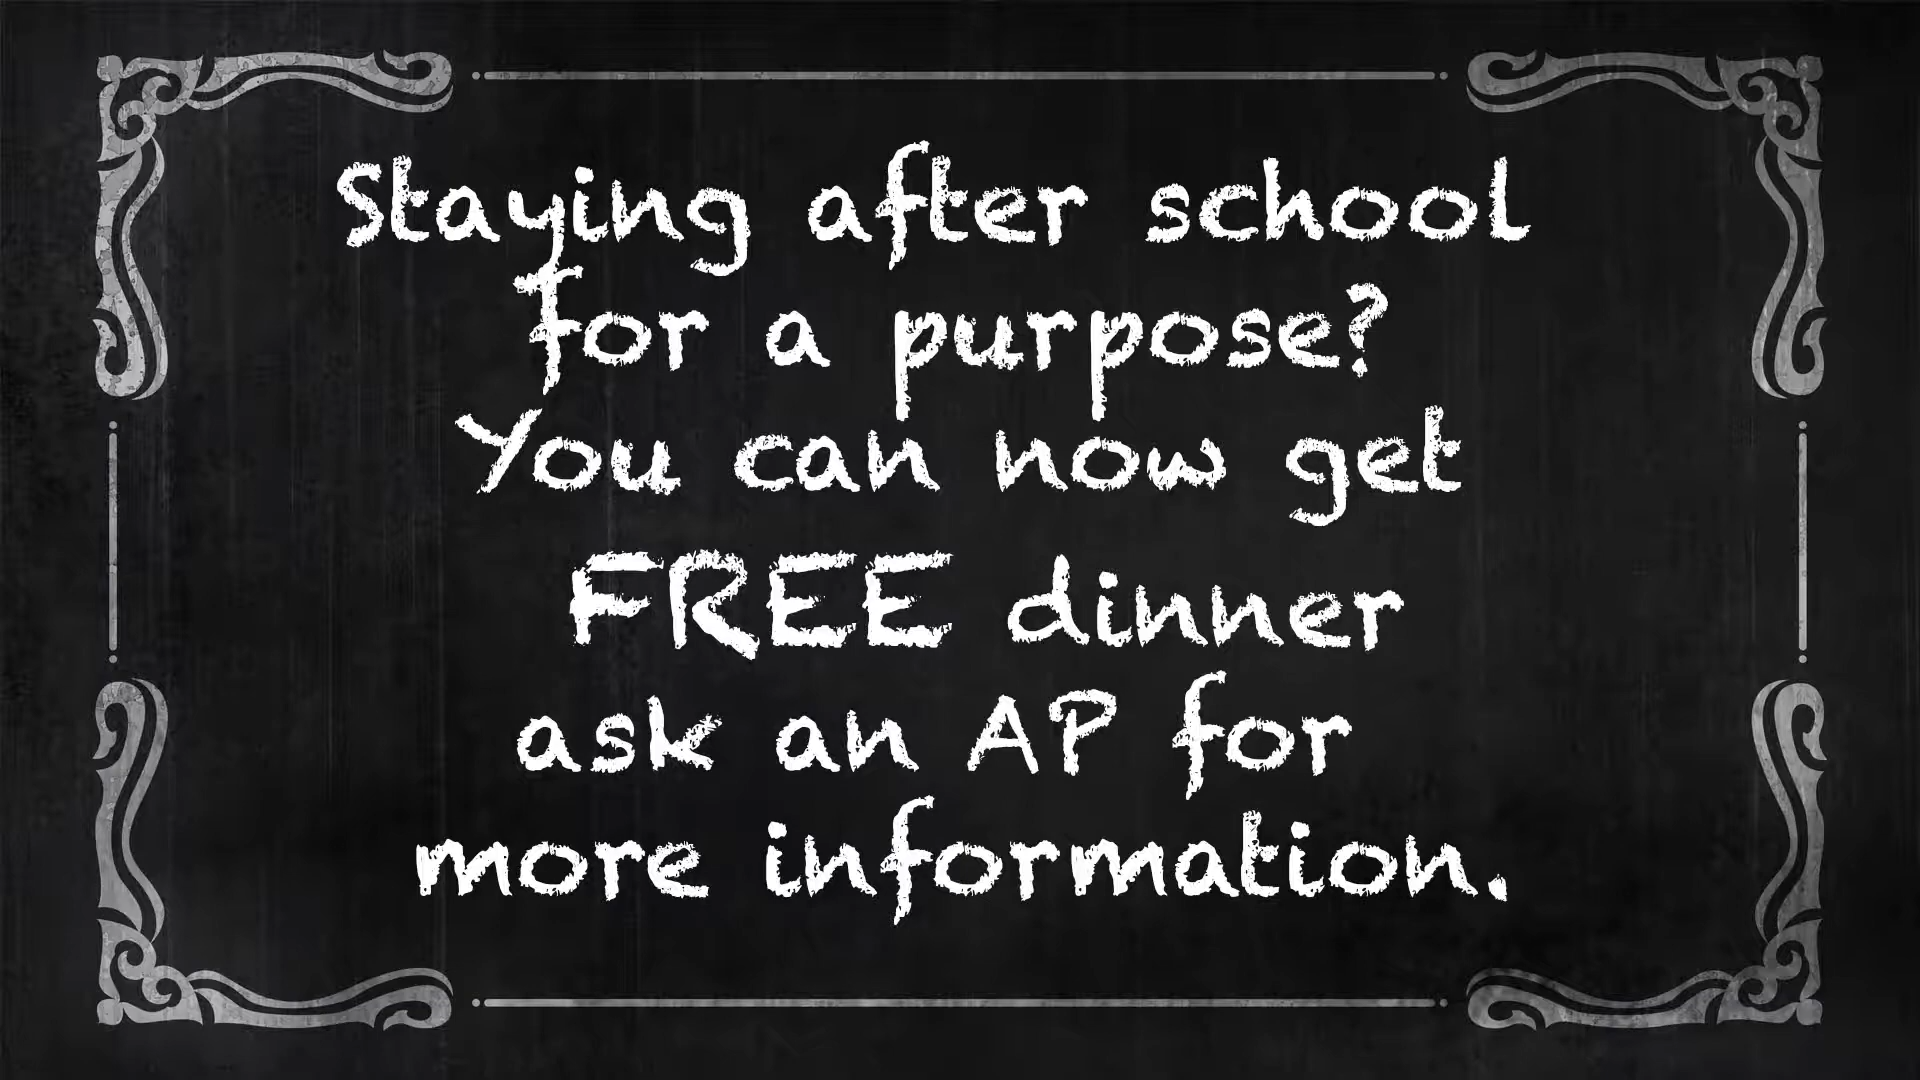 Staying after school
for a purpose?
You can now get
FREE dinner
ask an AP for
more information.